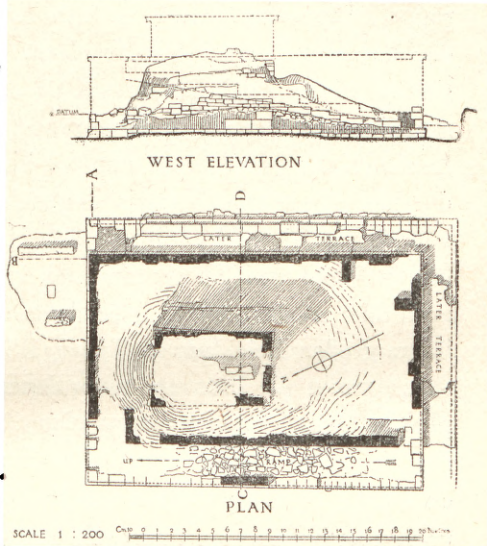 DATUM
WEST ELEVATION
A
D
LATER TERRACE
B
LATER TERRACE
N
UP RAMP
C
PLAN
SCALE 1 : 200 0 1 2 3 4 5 6 7 8 9 10 11 12 13 14 15 16 17 18 19 20